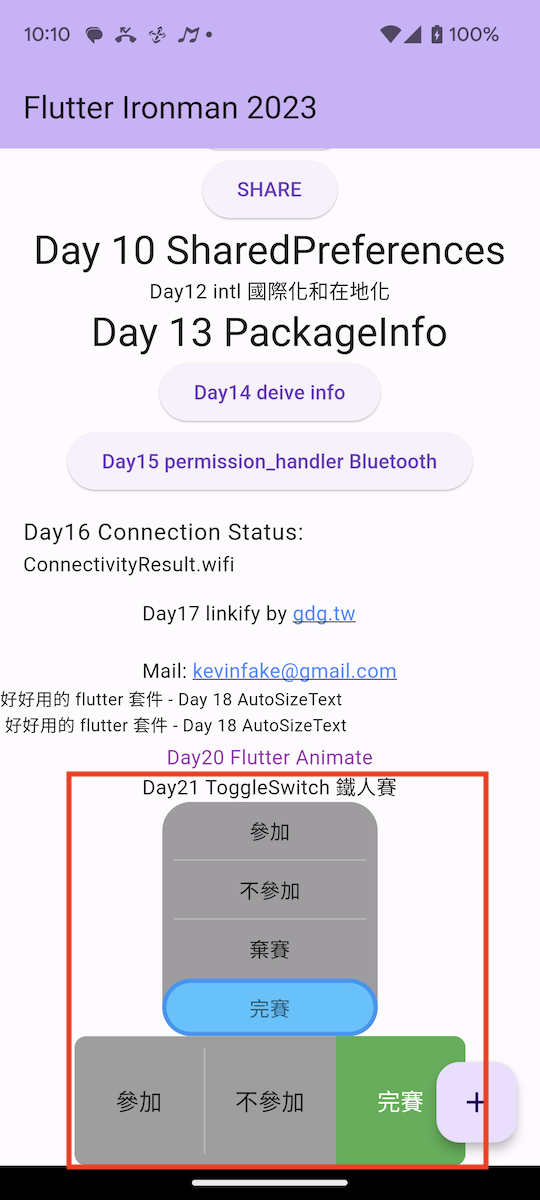 10:10
100%
Flutter Ironman 2023
SHARE
Day 10 SharedPreferences
Day12 intl 國際化和在地化
Day 13 PackageInfo
Day14 deive info
Day15 permission_handler Bluetooth
Day16 Connection Status:
ConnectivityResult.wifi
Day17 linkify by gdg.tw
Mail: kevinfake@gmail.com
好好用的 flutter 套件 - Day 18 AutoSizeText
好好用的 flutter 套件 - Day 18 AutoSizeText
Day20 Flutter Animate
Day21 ToggleSwitch 鐵人賽
參加
不參加
棄賽
完賽
參加 不參加 完賽 +